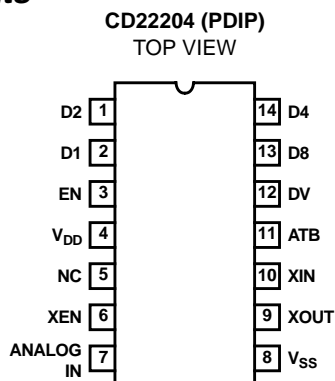 CD22204 (PDIP)
TOP VIEW
D2 1 14 D4
D1 2 13 D8
EN 3 12 DV
VDD 4 11 ATB
NC 5 10 XIN
XEN 6 9 XOUT
ANALOG IN 7 8 VSS